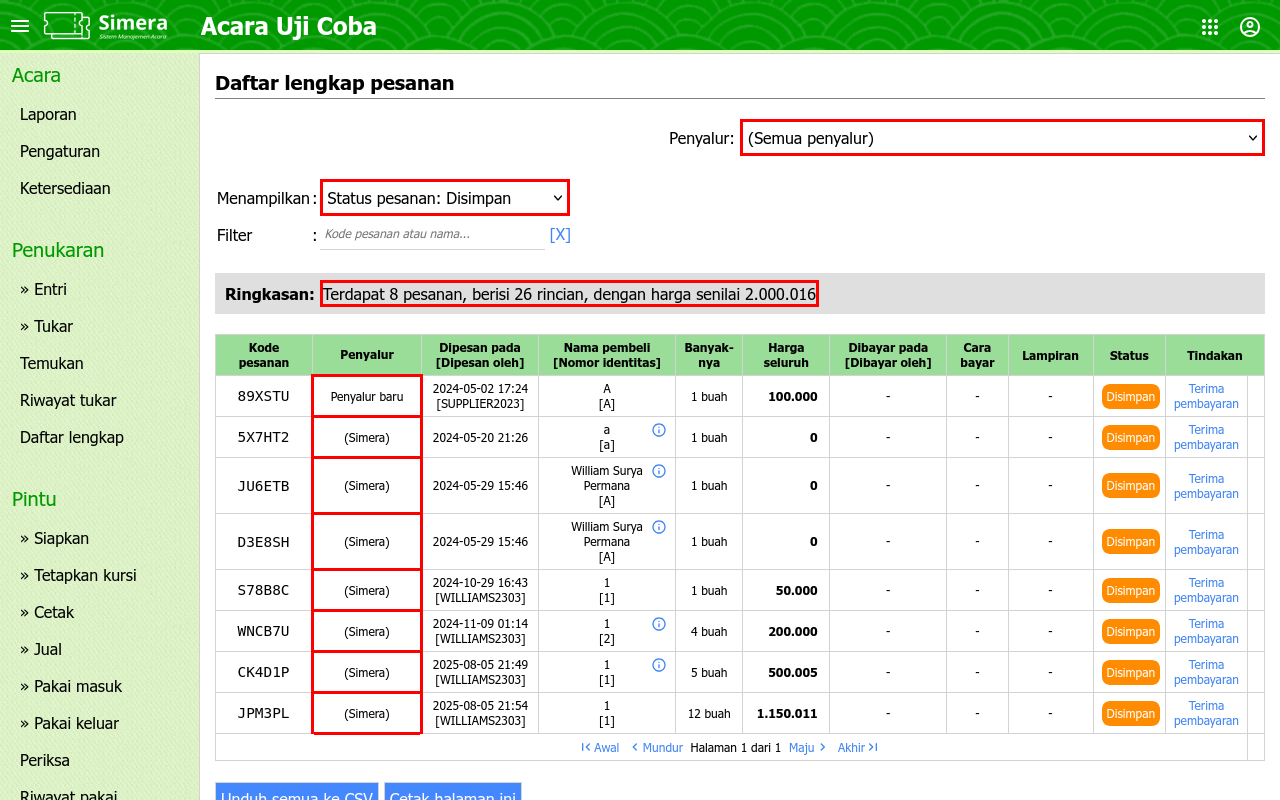 Simera
Sistem Manajemen Acara
Acara Uji Coba
Acara
Laporan
Pengaturan
Ketersediaan
Penukaran
» Entri
» Tukar
Temukan
Riwayat tukar
Daftar lengkap
Pintu
» Siapkan
» Tetapkan kursi
» Cetak
» Jual
» Pakai masuk
» Pakai keluar
Periksa
Riwayat pakai
Daftar lengkap pesanan
Penyalur: (Semua penyalur)
Menampilkan : Status pesanan: Disimpan
Filter : Kode pesanan atau nama... [X]
Ringkasan: Terdapat 8 pesanan, berisi 26 rincian, dengan harga senilai 2.000.016
Kode pesanan Penyalur Dipesan pada [Dipesan oleh] Nama pembeli [Nomor identitas] Banyak-nya Harga seluruh Dibayar pada [Dibayar oleh] Cara bayar Lampiran Status Tindakan
89XSTU Penyalur baru 2024-05-02 17:24 [SUPPLIER2023] A [A] 1 buah 100.000 - - - Disimpan Terima pembayaran
5X7HT2 (Simera) 2024-05-20 21:26 a [a] 1 buah 0 - - - Disimpan Terima pembayaran
JU6ETB (Simera) 2024-05-29 15:46 William Surya Permana [A] 1 buah 0 - - - Disimpan Terima pembayaran
D3E8SH (Simera) 2024-05-29 15:46 William Surya Permana [A] 1 buah 0 - - - Disimpan Terima pembayaran
S78B8C (Simera) 2024-10-29 16:43 [WILLIAMS2303] 1 [1] 1 buah 50.000 - - - Disimpan Terima pembayaran
WNCB7U (Simera) 2024-11-09 01:14 [WILLIAMS2303] 1 [2] 4 buah 200.000 - - - Disimpan Terima pembayaran
CK4D1P (Simera) 2025-08-05 21:49 [WILLIAMS2303] 1 [1] 5 buah 500.005 - - - Disimpan Terima pembayaran
JPM3PL (Simera) 2025-08-05 21:54 [WILLIAMS2303] 1 [1] 12 buah 1.150.011 - - - Disimpan Terima pembayaran
Awal Mundur Halaman 1 dari 1 Maju Akhir
Unduh semua ke CSV Cetak halaman ini